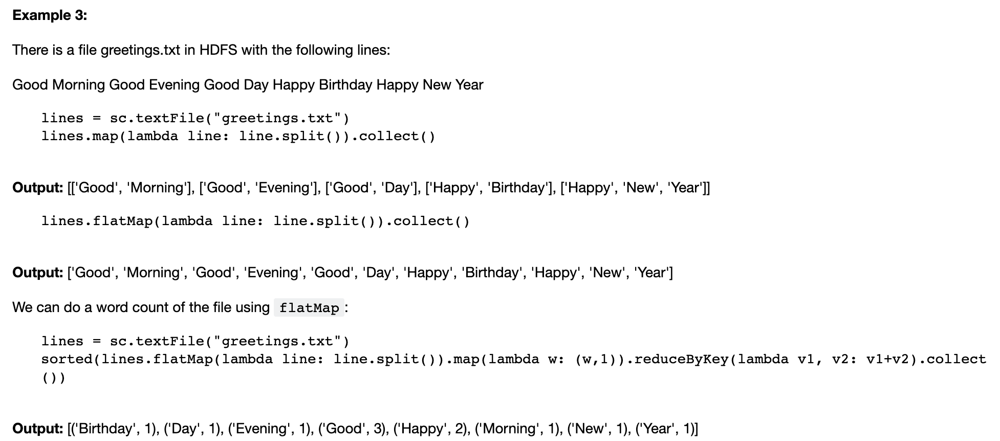 Example 3:
There is a file greetings.txt in HDFS with the following lines:
Good Morning Good Evening Good Day Happy Birthday Happy New Year
lines = sc.textFile("greetings.txt")
lines.map(lambda line: line.split()).collect()
Output: [['Good', 'Morning'], ['Good', 'Evening'], ['Good', 'Day'], ['Happy', 'Birthday'], ['Happy', 'New', 'Year']]
lines.flatMap(lambda line: line.split()).collect()
Output: ['Good', 'Morning', 'Good', 'Evening', 'Good', 'Day', 'Happy', 'Birthday', 'Happy', 'New', 'Year']
We can do a word count of the file using flatMap :
lines = sc.textFile("greetings.txt")
sorted(lines.flatMap(lambda line: line.split()).map(lambda w: (w,1)).reduceByKey(lambda v1, v2: v1+v2).collect
())
Output: [('Birthday', 1), ('Day', 1), ('Evening', 1), ('Good', 3), ('Happy', 2), ('Morning', 1), ('New', 1), ('Year', 1)]